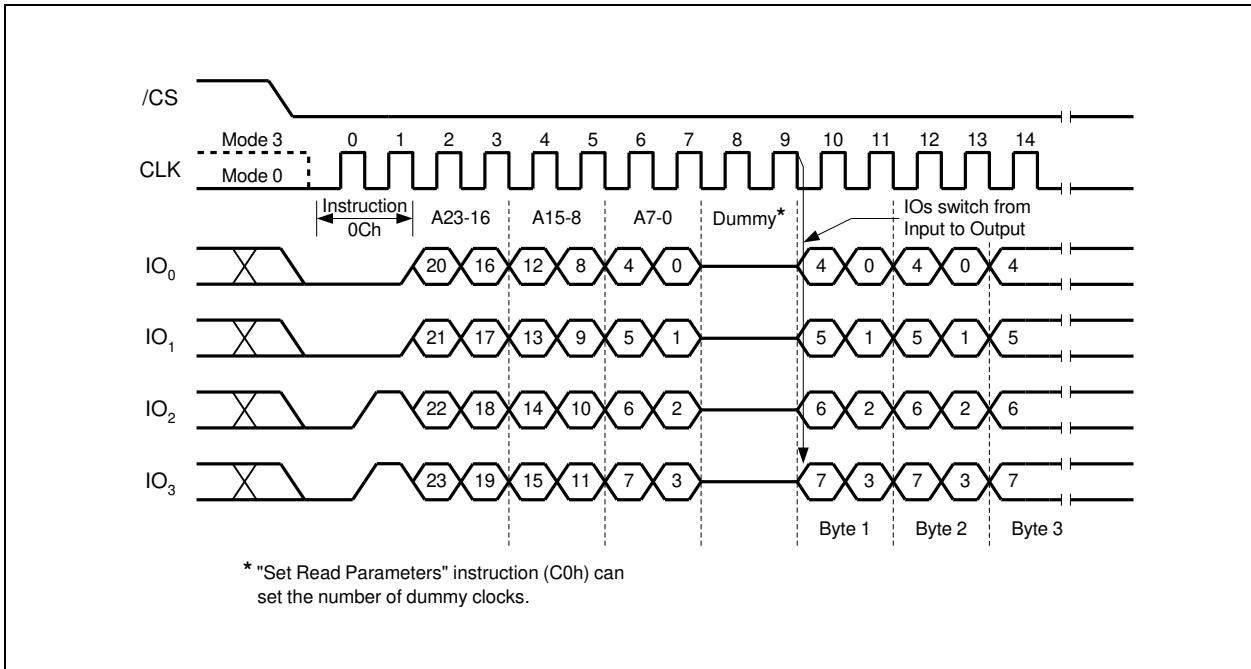 /CS
Mode 3 0 1 2 3 4 5 6 7 8 9 10 11 12 13 14
CLK
Mode 0
Instruction
0Ch
A23-16 A15-8 A7-0 Dummy*
IOs switch from
Input to Output
IO0 20 16 12 8 4 0 4 0 4 0 4
IO1 21 17 13 9 5 1 5 1 5 1 5
IO2 22 18 14 10 6 2 6 2 6 2 6
IO3 23 19 15 11 7 3 7 3 7 3 7
Byte 1 Byte 2 Byte 3
* "Set Read Parameters" instruction (C0h) can
set the number of dummy clocks.